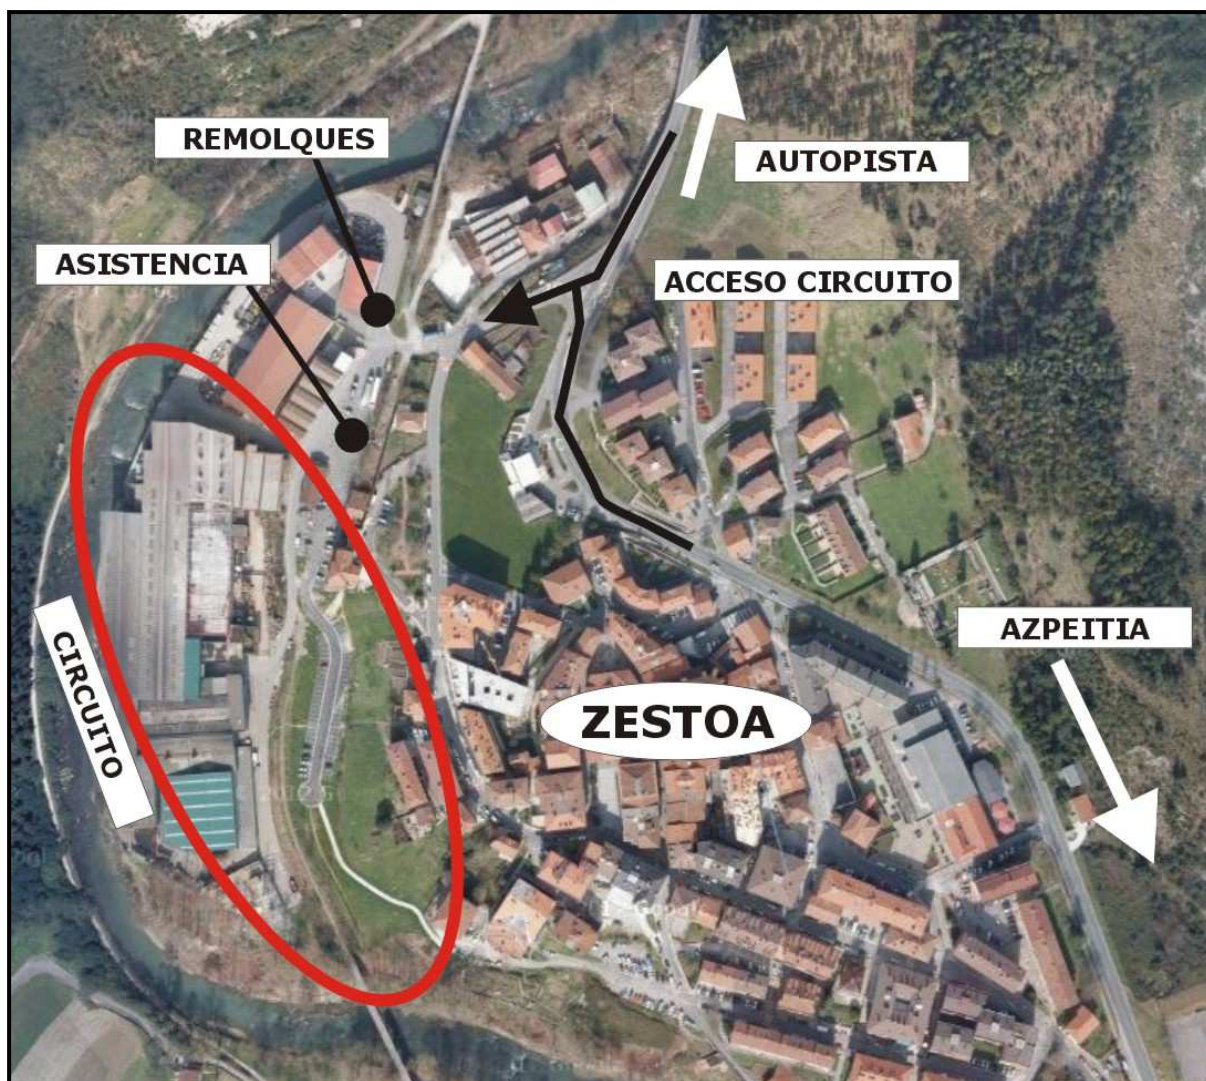 REMOLQUES
AUTOPISTA
ASISTENCIA
ACCESO CIRCUITO
AZPEITIA
CIRCUITO
ZESTOA